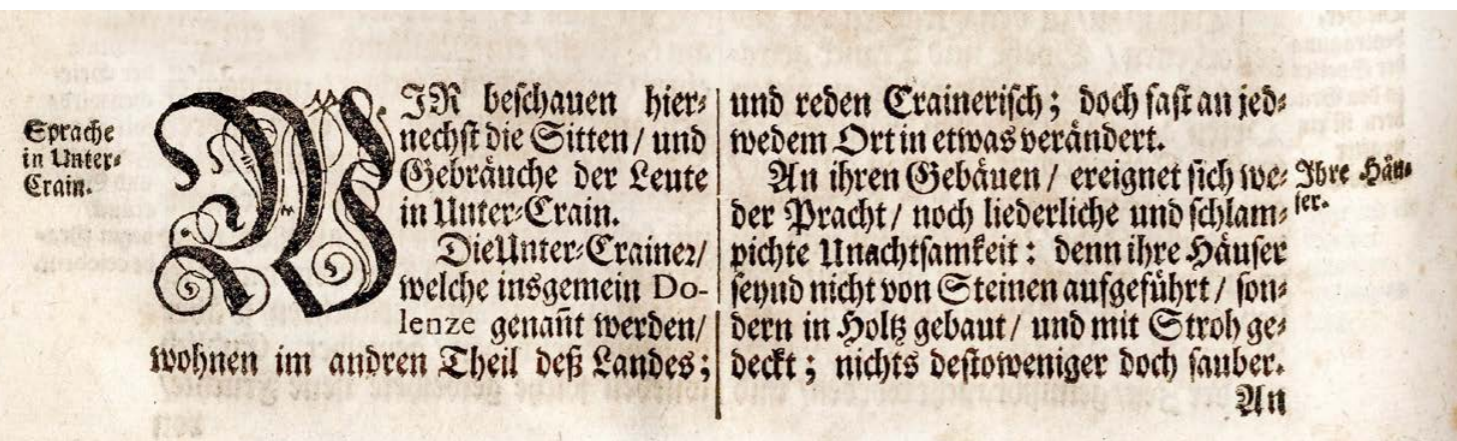 Sprache
in Unter⸗
Crain.
WIR beschauen hier⸗
nechst die Sitten / und
Gebräuche der Leute
in Unter⸗Crain.
DieUnter⸗Crainer/
welche insgemein Do-
lenze genañt werden/
wohnen im andren Theil deß Landes;
und reden Crainerisch; doch fast an jed⸗
wedem Ort in etwas verändert.
An ihren Gebäuen / ereignet sich we⸗
der Pracht / noch liederliche und schlam⸗
pichte Unachtsamkeit: denn ihre Häuser
seynd nicht von Steinen aufgeführt / son⸗
dern in Holtz gebaut / und mit Stroh ge⸗
deckt; nichts destoweniger doch sauber.
An
Ihre Häu⸗
ser.